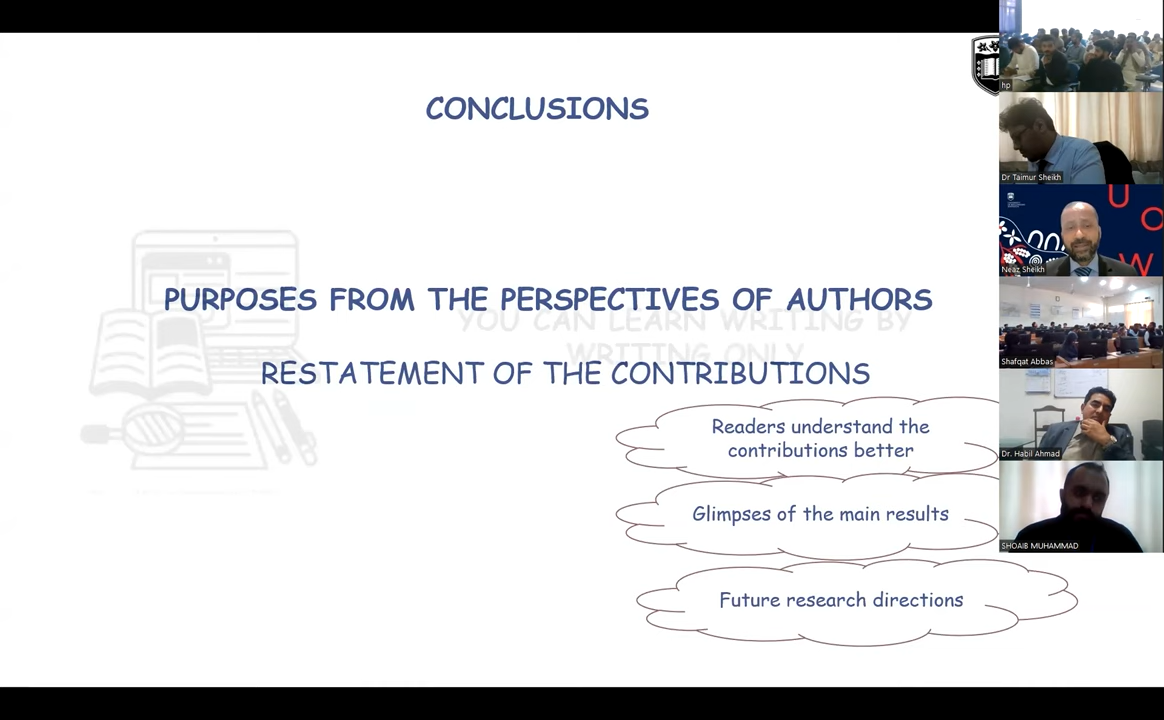 CONCLUSIONS
PURPOSES FROM THE PERSPECTIVES OF AUTHORS
YOU CAN LEARN WRITING BY
WRITING ONLY
RESTATEMENT OF THE CONTRIBUTIONS
Readers understand the
contributions better
Glimpses of the main results
Future research directions
hp
Dr Taimur Sheikh
U
O
W
Neaz Sheikh
Shafqat Abbas
Dr. Habil Ahmad
SHOAIB MUHAMMAD